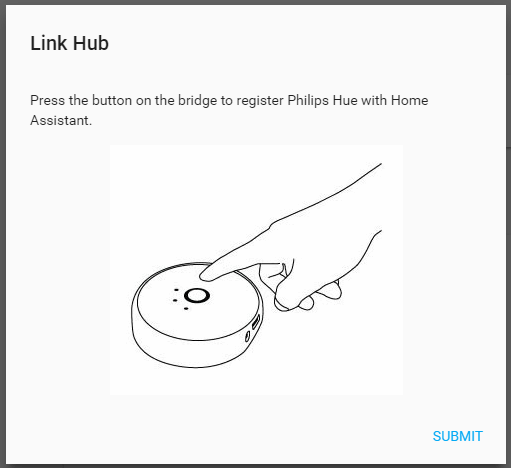 Link Hub
Press the button on the bridge to register Philips Hue with Home
Assistant.
SUBMIT